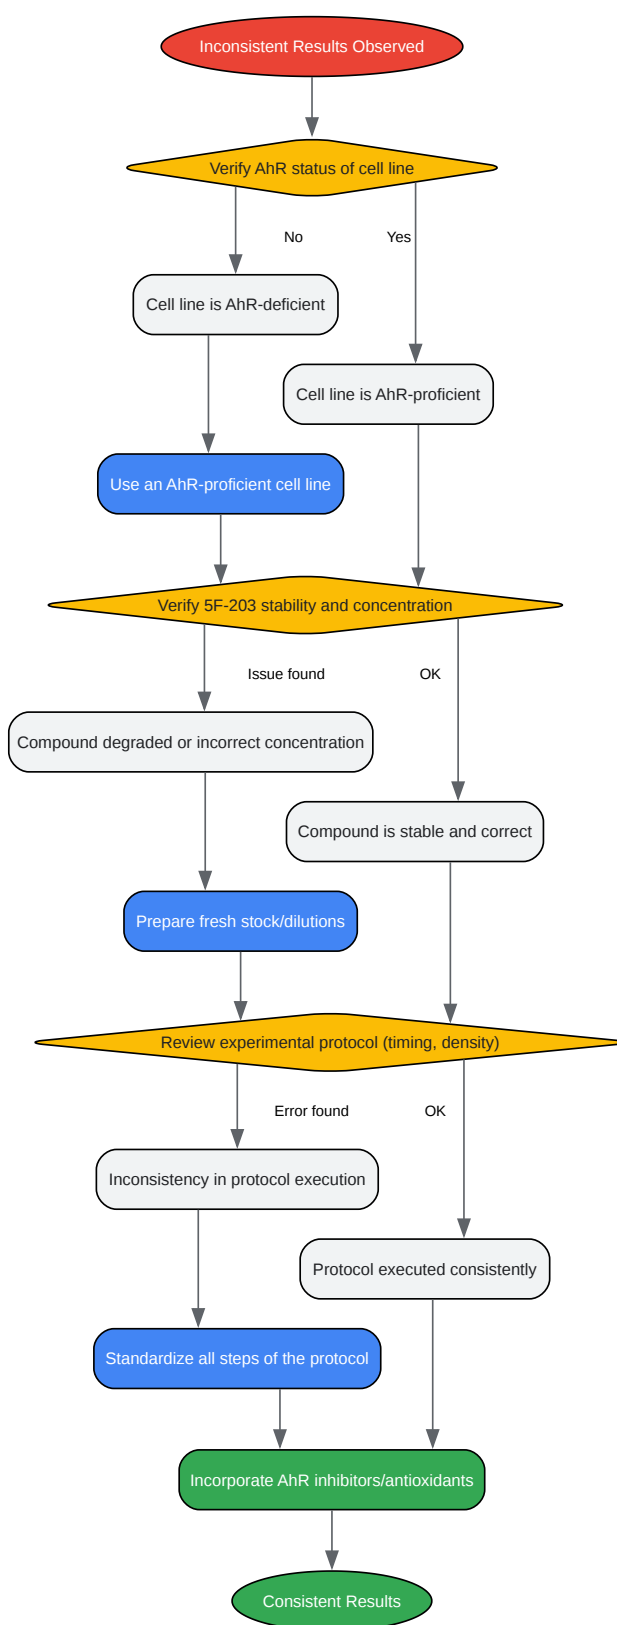 Inconsistent Results Observed
Verify AhR status of cell line
No
Yes
Cell line is AhR-deficient
Cell line is AhR-proficient
Use an AhR-proficient cell line
Verify 5F-203 stability and concentration
Issue found
OK
Compound degraded or incorrect concentration
Compound is stable and correct
Prepare fresh stock/dilutions
Review experimental protocol (timing, density)
Error found
OK
Inconsistency in protocol execution
Protocol executed consistently
Standardize all steps of the protocol
Incorporate AhR inhibitors/antioxidants
Consistent Results